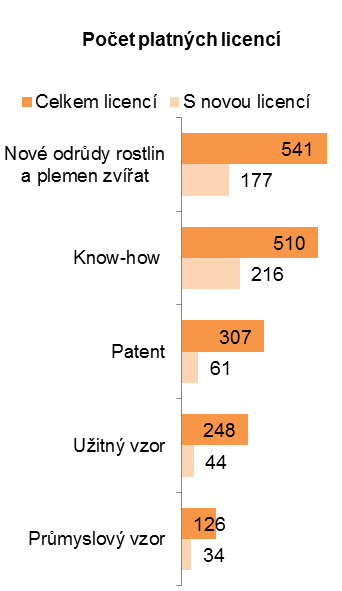 Počet platných licencí
Celkem licencí S novou licencí
Nové odrůdy rostlin
a plemen zvířat
541
177
Know-how
510
216
Patent
307
61
Užitný vzor
248
44
Průmyslový vzor
126
34